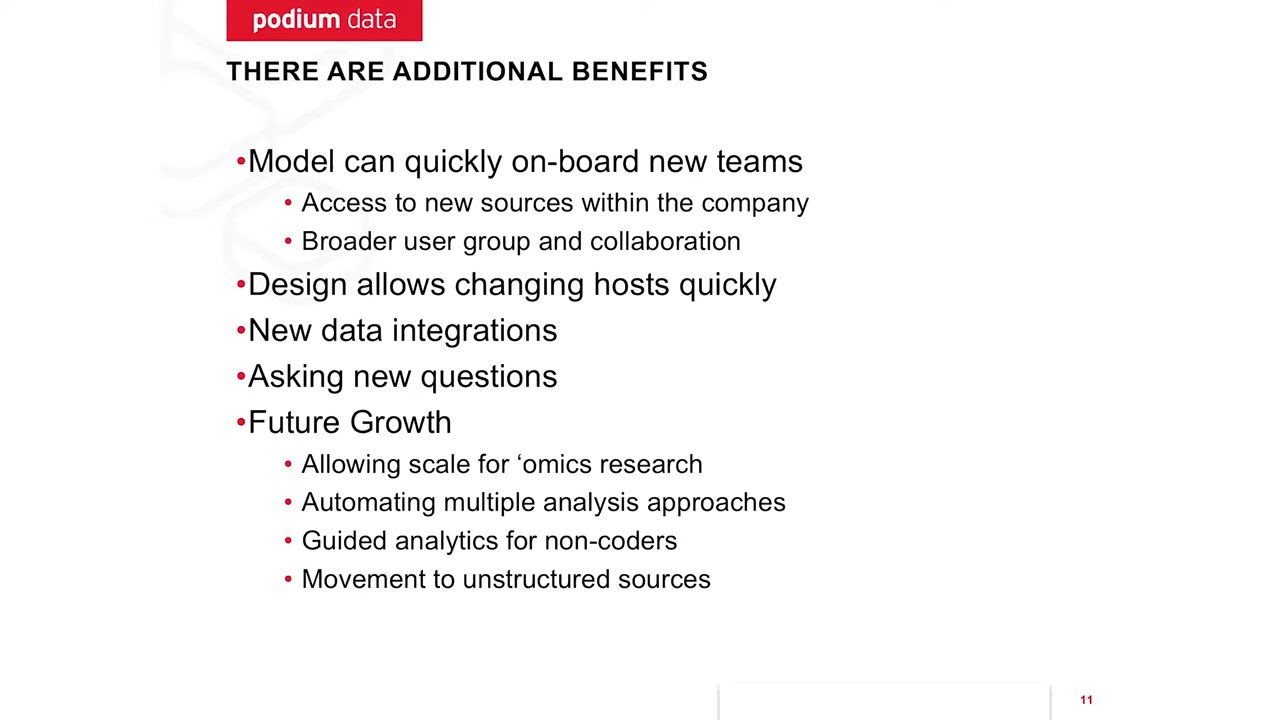 podium data
THERE ARE ADDITIONAL BENEFITS
•Model can quickly on-board new teams
• Access to new sources within the company
• Broader user group and collaboration
•Design allows changing hosts quickly
•New data integrations
•Asking new questions
•Future Growth
• Allowing scale for ‘omics research
• Automating multiple analysis approaches
• Guided analytics for non-coders
• Movement to unstructured sources
11